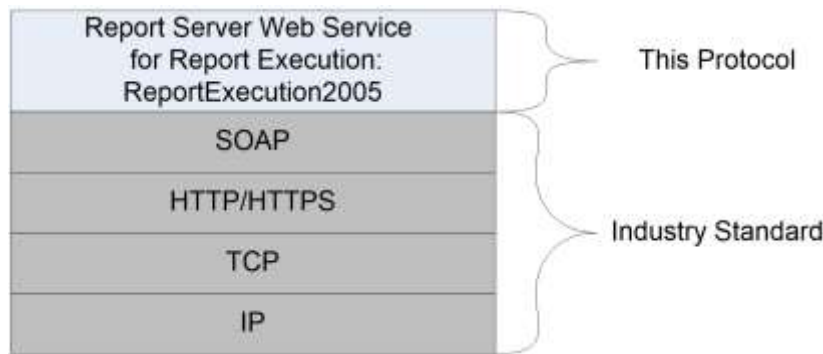 Report Server Web Service
for Report Execution:
ReportExecution2005
This Protocol
SOAP
HTTP/HTTPS
TCP
IP
Industry Standard